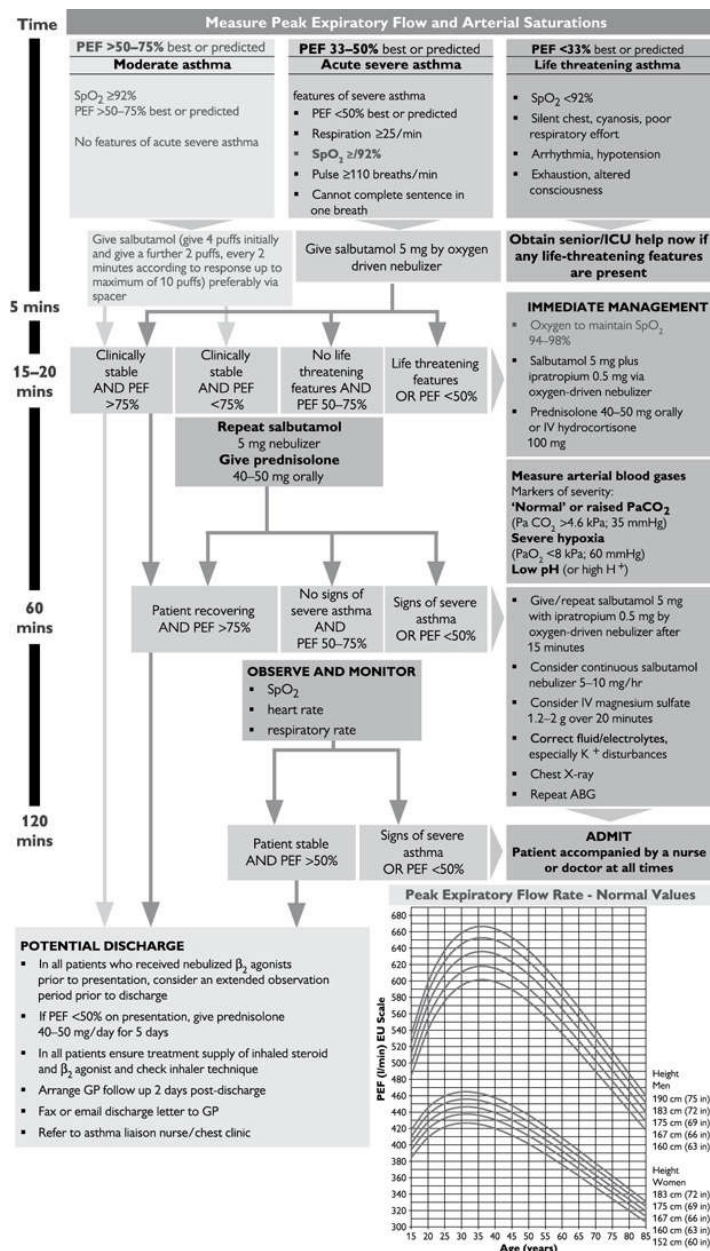 Time
Measure Peak Expiratory Flow and Arterial Saturations
PEF >50–75% best or predicted
Moderate asthma
SpO2 ≥92%
PEF >50–75% best or predicted
No features of acute severe asthma
PEF 33–50% best or predicted
Acute severe asthma
features of severe asthma
▪ PEF <50% best or predicted
▪ Respiration ≥25/min
▪ SpO2 ≥/92%
▪ Pulse ≥110 breaths/min
▪ Cannot complete sentence in
one breath
PEF <33% best or predicted
Life threatening asthma
▪ SpO2 <92%
▪ Silent chest, cyanosis, poor
respiratory effort
▪ Arrhythmia, hypotension
▪ Exhaustion, altered
consciousness
Give salbutamol (give 4 puffs initially
and give a further 2 puffs, every 2
minutes according to response up to
maximum of 10 puffs) preferably via
spacer
Give salbutamol 5 mg by oxygen
driven nebulizer
Obtain senior/ICU help now if
any life-threatening features
are present
5 mins
IMMEDIATE MANAGEMENT
▪ Oxygen to maintain SpO2
94–98%
▪ Salbutamol 5 mg plus
ipratropium 0.5 mg via
oxygen-driven nebulizer
▪ Prednisolone 40–50 mg orally
or IV hydrocortisone
100 mg
15–20
mins
Clinically
stable
AND PEF
>75%
Clinically
stable
AND PEF
<75%
No life
threatening
features AND
PEF 50–75%
Life threatening
features
OR PEF <50%
Repeat salbutamol
5 mg nebulizer
Give prednisolone
40–50 mg orally
Measure arterial blood gases
Markers of severity:
‘Normal’ or raised PaCO2
(Pa CO2 >4.6 kPa; 35 mmHg)
Severe hypoxia
(PaO2 <8 kPa; 60 mmHg)
Low pH (or high H+)
60
mins
Patient recovering
AND PEF >75%
No signs of
severe asthma
AND
PEF 50–75%
Signs of severe
asthma
OR PEF <50%
▪ Give/repeat salbutamol 5 mg
with ipratropium 0.5 mg by
oxygen-driven nebulizer after
15 minutes
▪ Consider continuous salbutamol
nebulizer 5–10 mg/hr
▪ Consider IV magnesium sulfate
1.2–2 g over 20 minutes
▪ Correct fluid/electrolytes,
especially K+ disturbances
▪ Chest X-ray
▪ Repeat ABG
OBSERVE AND MONITOR
▪ SpO2
▪ heart rate
▪ respiratory rate
120
mins
Patient stable
AND PEF >50%
Signs of severe
asthma
OR PEF <50%
ADMIT
Patient accompanied by a nurse
or doctor at all times
POTENTIAL DISCHARGE
▪ In all patients who received nebulized β2 agonists
prior to presentation, consider an extended observation
period prior to discharge
▪ If PEF <50% on presentation, give prednisolone
40–50 mg/day for 5 days
▪ In all patients ensure treatment supply of inhaled steroid
and β2 agonist and check inhaler technique
▪ Arrange GP follow up 2 days post-discharge
▪ Fax or email discharge letter to GP
▪ Refer to asthma liaison nurse/chest clinic
Peak Expiratory Flow Rate - Normal Values
PEF (l/min) EU Scale
680
660
640
620
600
580
560
540
520
500
480
460
440
420
400
380
360
340
320
300
15 20 25 30 35 40 45 50 55 60 65 70 75 80 85
Age (years)
Height
Men
190 cm (75 in)
183 cm (72 in)
175 cm (69 in)
167 cm (66 in)
160 cm (63 in)
Height
Women
183 cm (72 in)
175 cm (69 in)
167 cm (66 in)
160 cm (63 in)
152 cm (60 in)